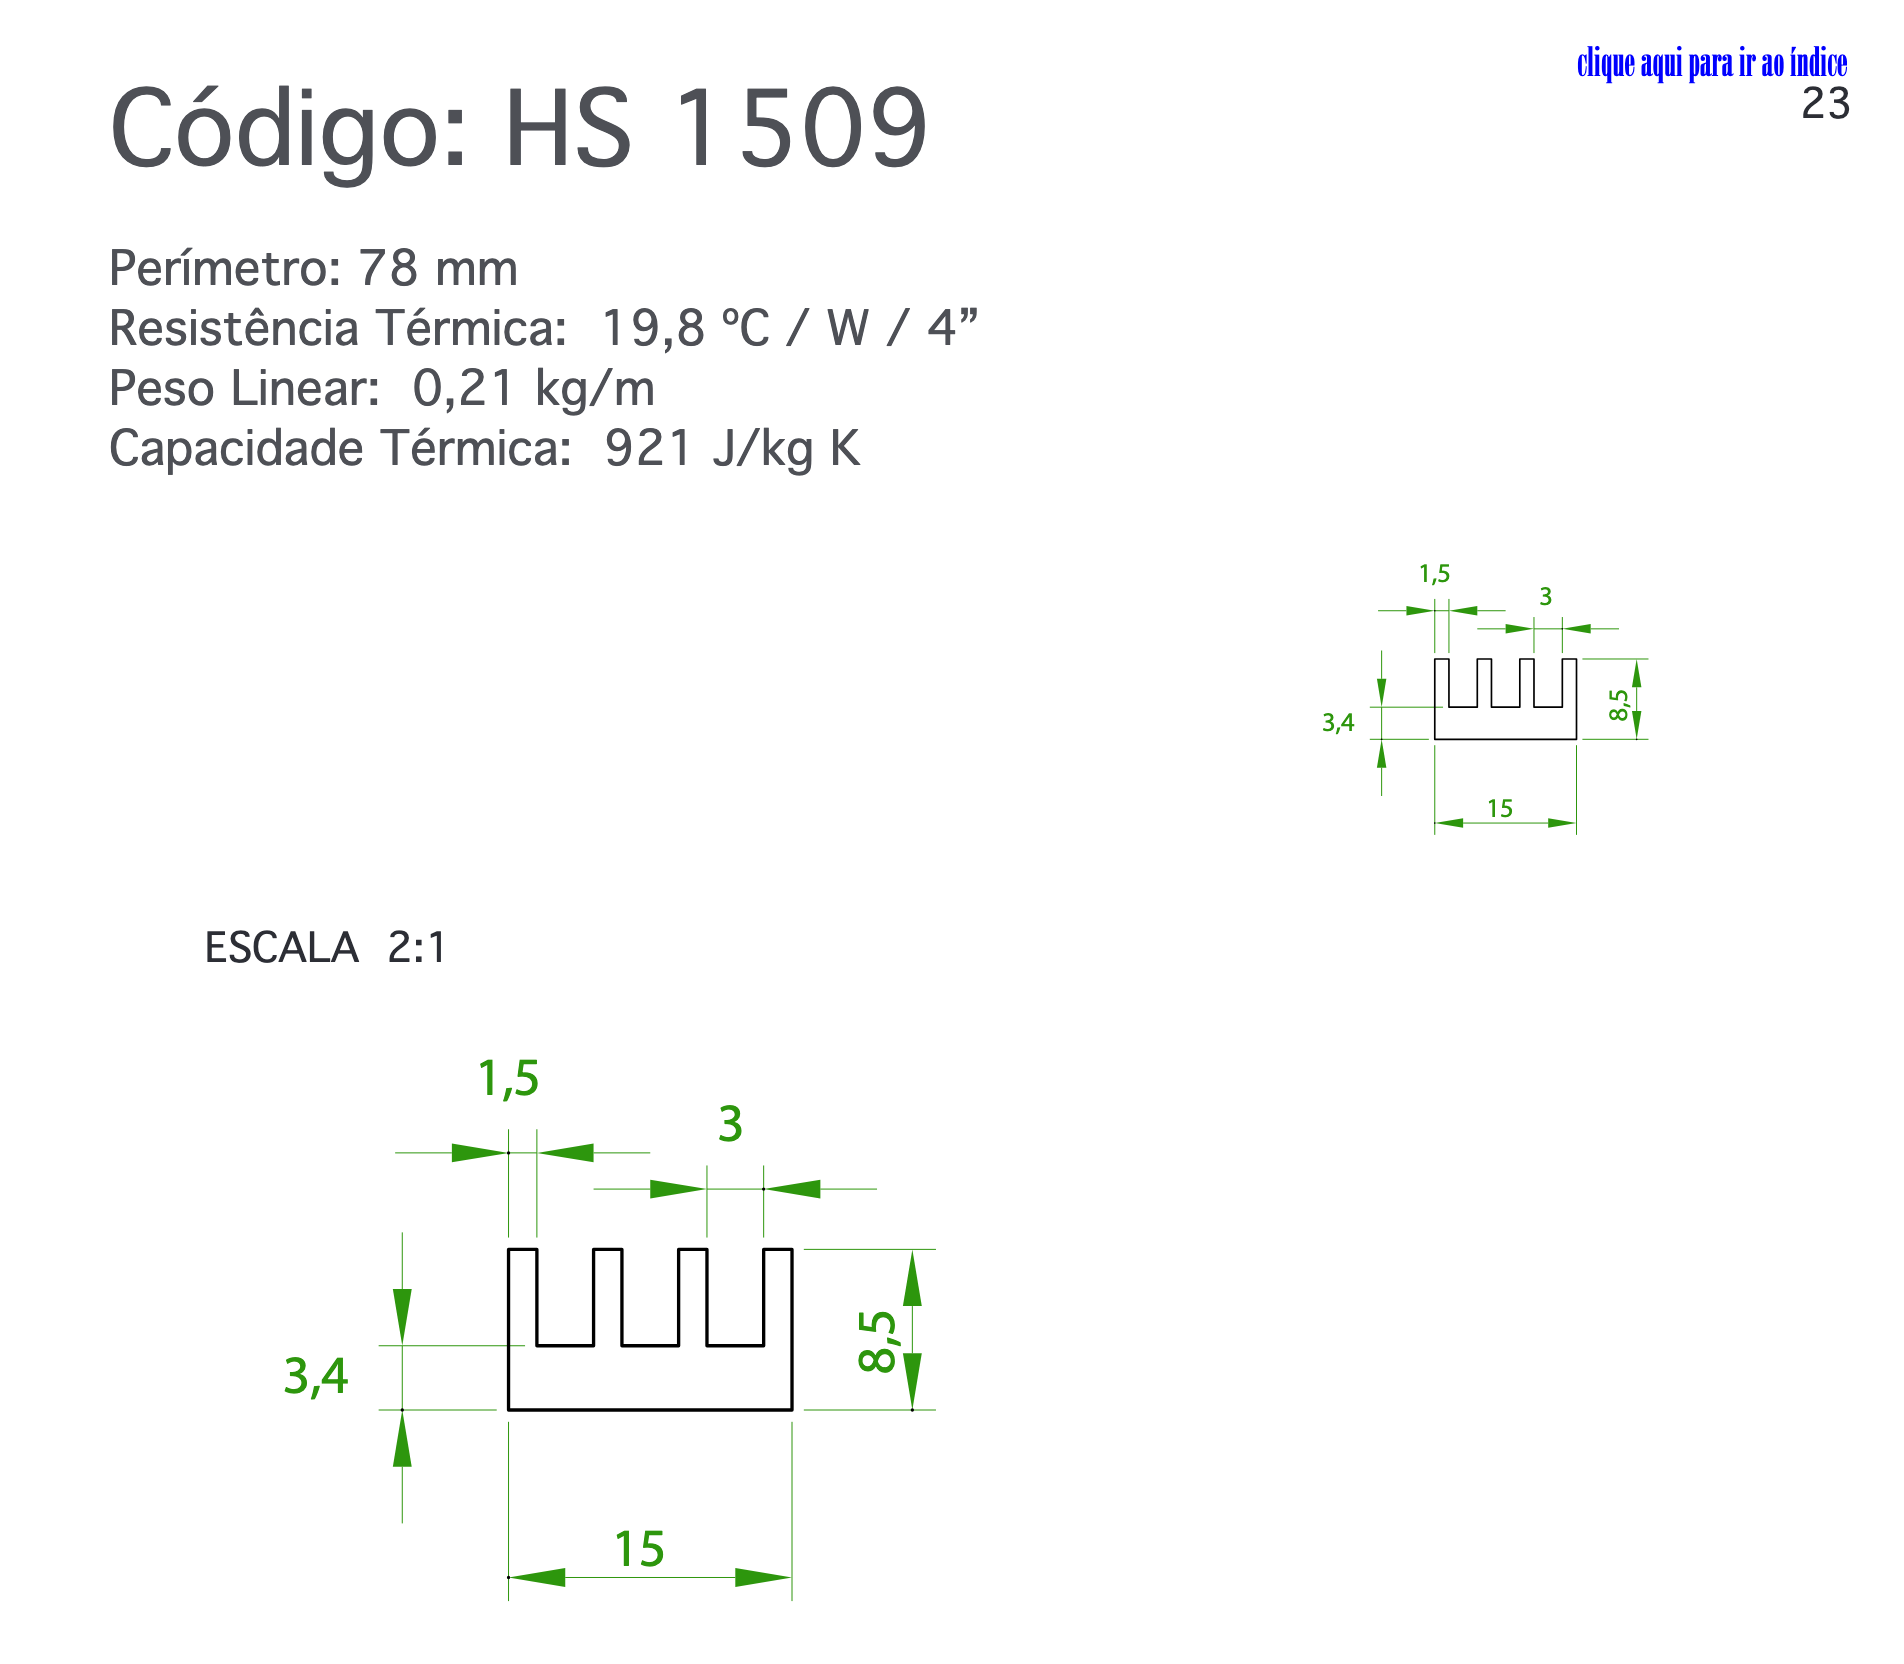 clique aqui para ir ao índice
23
Código: HS 1509
Perímetro: 78 mm
Resistência Térmica: 19,8 ºC / W / 4”
Peso Linear: 0,21 kg/m
Capacidade Térmica: 921 J/kg K
1,5
3
3,4
8,5
15
ESCALA 2:1
1,5
3
3,4
8,5
15